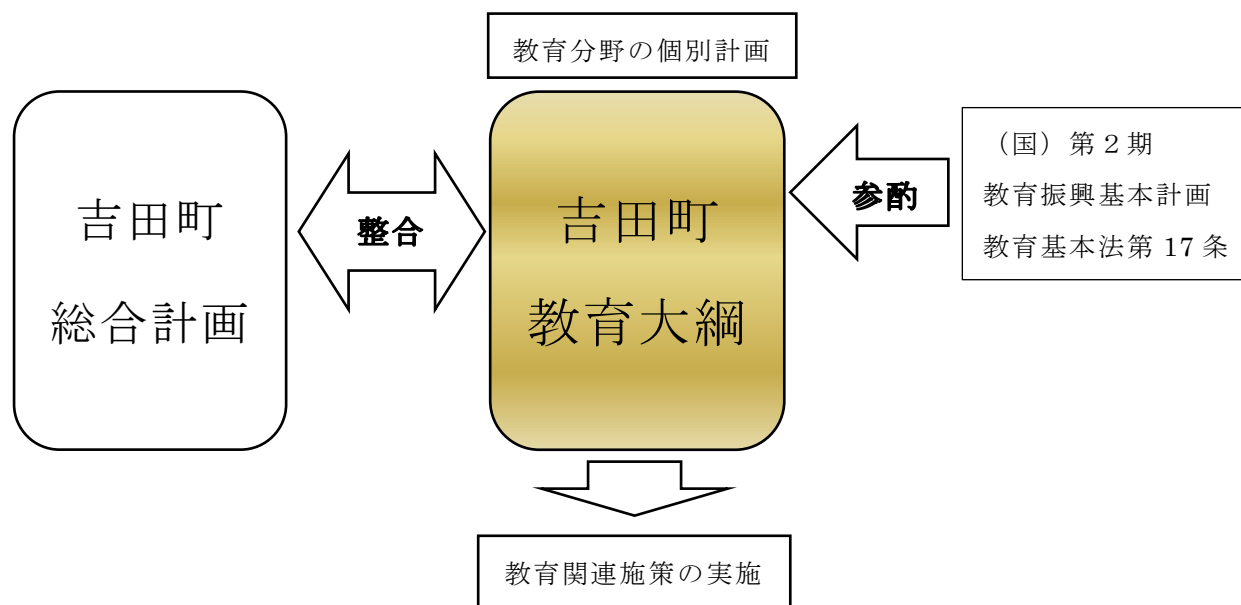 教育分野の個別計画
吉田町
総合計画
整合
吉田町
教育大綱
参酌
（国）第２期
教育振興基本計画
教育基本法第 17 条
教育関連施策の実施